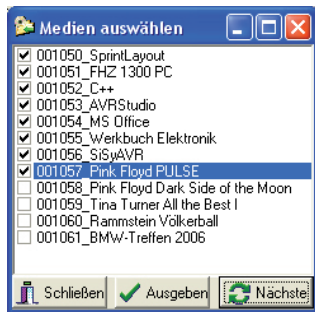 Medien auswählen
001050_SprintLayout
001051_FHZ 1300 PC
001052_C++
001053_AVRStudio
001054_MS Office
001055_Werkbuch Elektronik
001056_SiSyAVR
001057_Pink Floyd PULSE
001058_Pink Floyd Dark Side of the Moon
001059_Tina Turner All the Best I
001060_Rammstein Völkerball
001061_BMW-Treffen 2006
Schließen Ausgeben Nächste